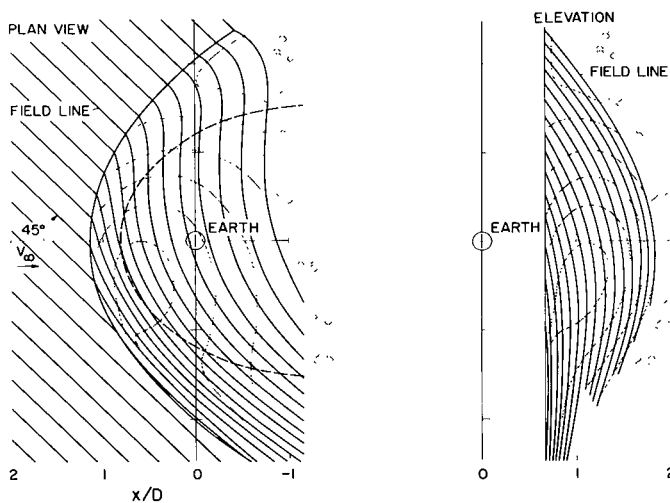 PLAN VIEW
FIELD LINE
45°
V∞
EARTH
2 1 0 -1
x/D
ELEVATION
FIELD LINE
EARTH
0 1 2